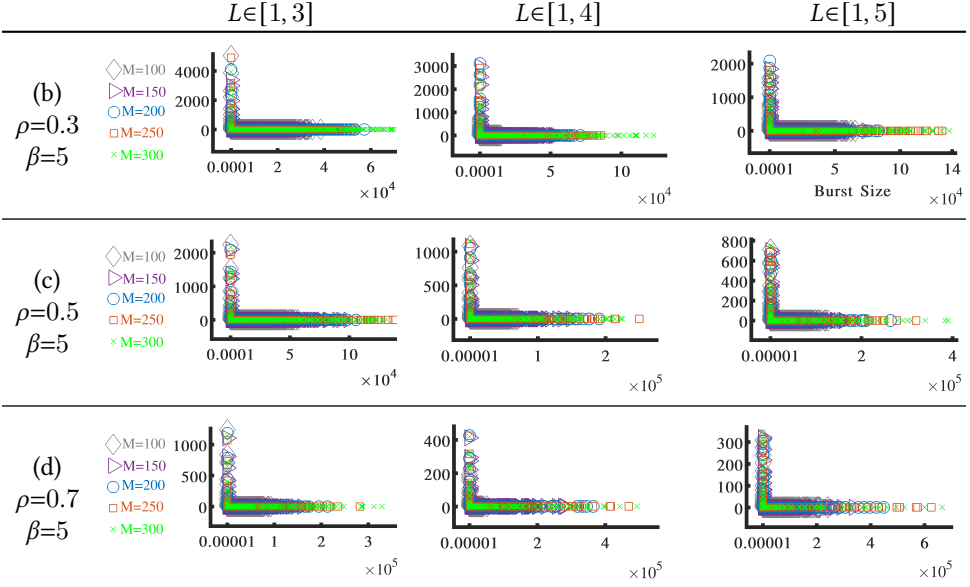 L∈[1, 3] L∈[1, 4] L∈[1, 5]
(b)
ρ=0.3
β=5
M=100
M=150
M=200
M=250
M=300
4000
2000
0
0.0001 2 4 6
×10⁴
3000
2000
1000
0
0.0001 5 10
×10⁴
2000
1000
0
0.0001 5 10 14
Burst Size
×10⁴
(c)
ρ=0.5
β=5
M=100
M=150
M=200
M=250
M=300
2000
1000
0
0.0001 5 10
×10⁴
1000
500
0
0.00001 1 2
×10⁵
800
600
400
200
0
0.00001 2 4
×10⁵
(d)
ρ=0.7
β=5
M=100
M=150
M=200
M=250
M=300
1000
500
0
0.00001 1 2 3
×10⁵
400
200
0
0.00001 2 4
×10⁵
300
200
100
0
0.00001 2 4 6
×10⁵